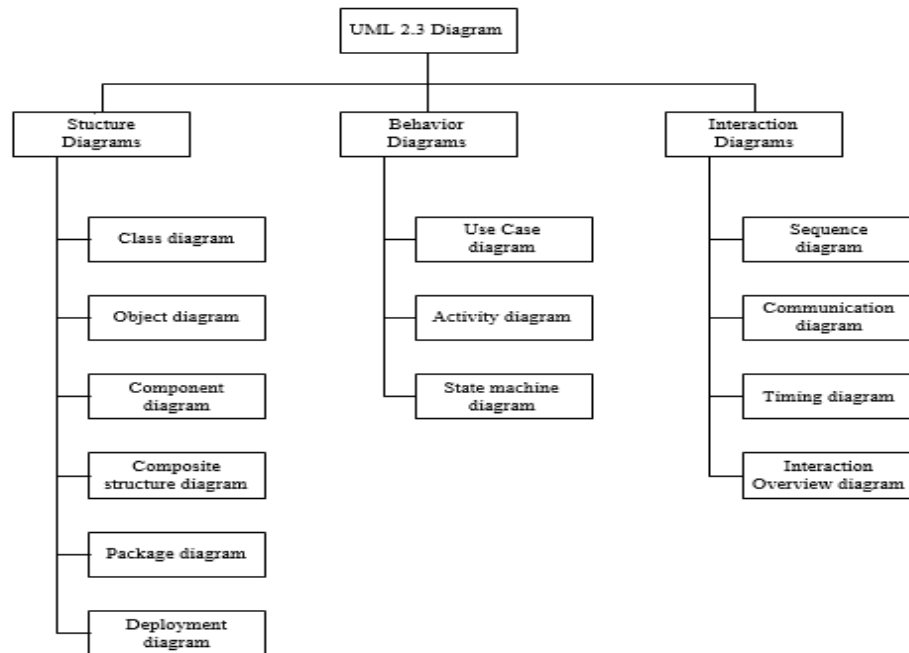 UML 2.3 Diagram
Stucture
Diagrams
Behavior
Diagrams
Interaction
Diagrams
Class diagram
Object diagram
Component
diagram
Composite
structure diagram
Package diagram
Deployment
diagram
Use Case
diagram
Activity diagram
State machine
diagram
Sequence
diagram
Communication
diagram
Timing diagram
Interaction
Overview diagram